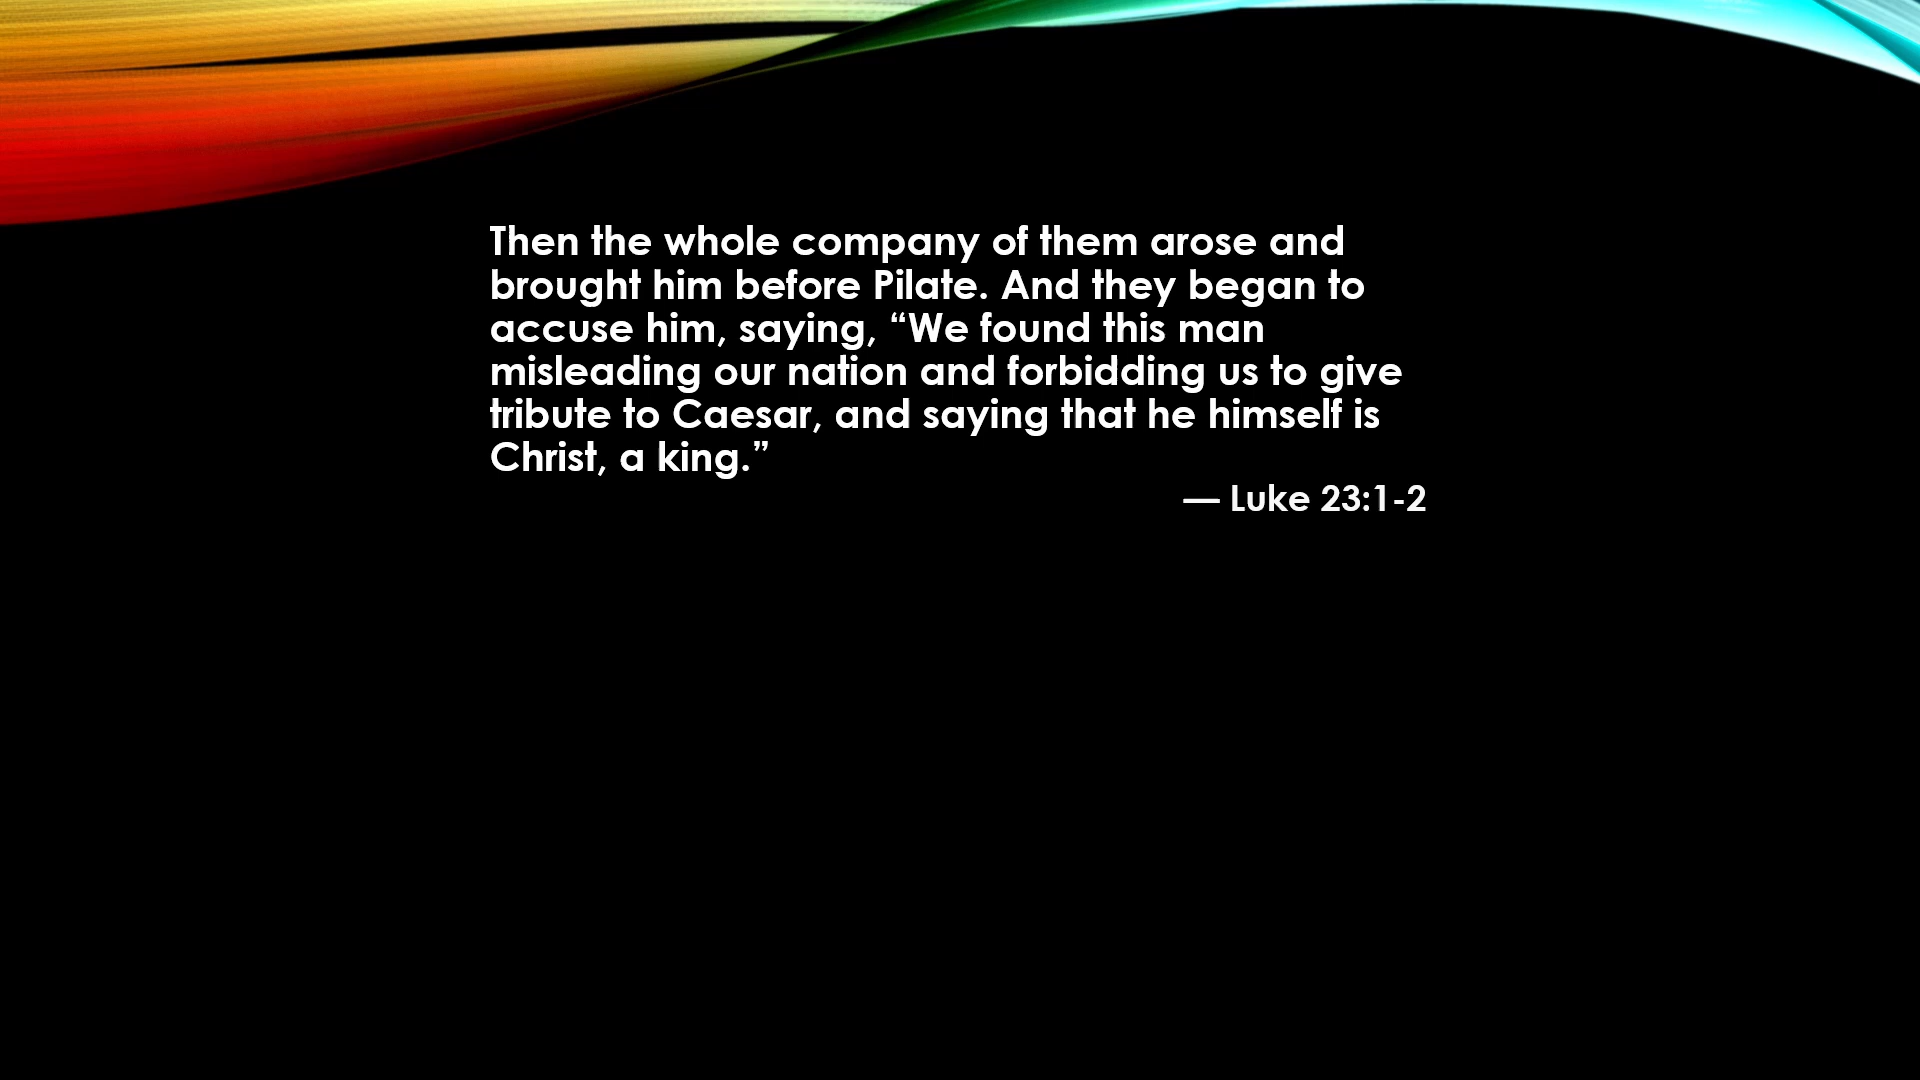 Then the whole company of them arose and
brought him before Pilate. And they began to
accuse him, saying, “We found this man
misleading our nation and forbidding us to give
tribute to Caesar, and saying that he himself is
Christ, a king.”
— Luke 23:1-2